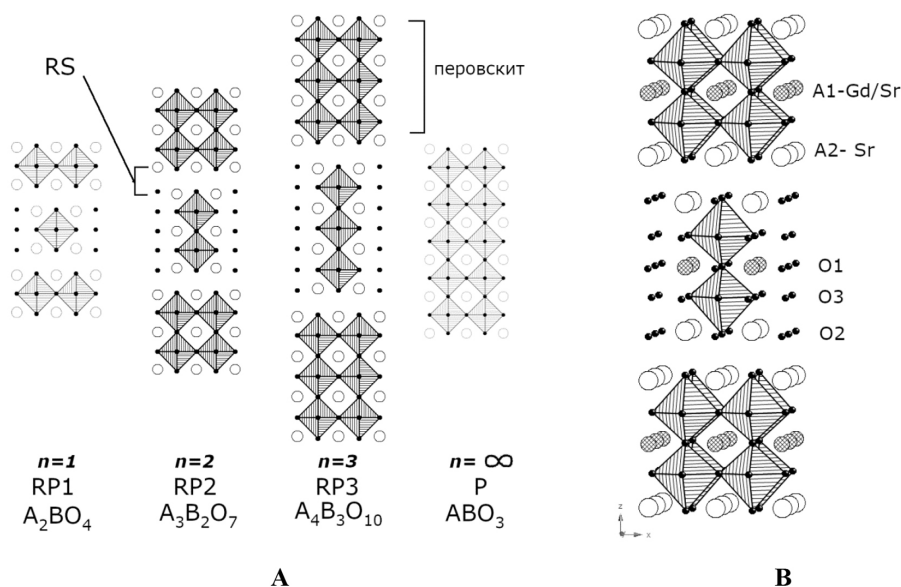 RS
перовскит
n=1
RP1
A₂BO₄
n=2
RP2
A₃B₂O₇
n=3
RP3
A₄B₃O₁₀
n= ∞
P
ABO₃
A
A1-Gd/Sr
A2- Sr
O1
O3
O2
z
x
B